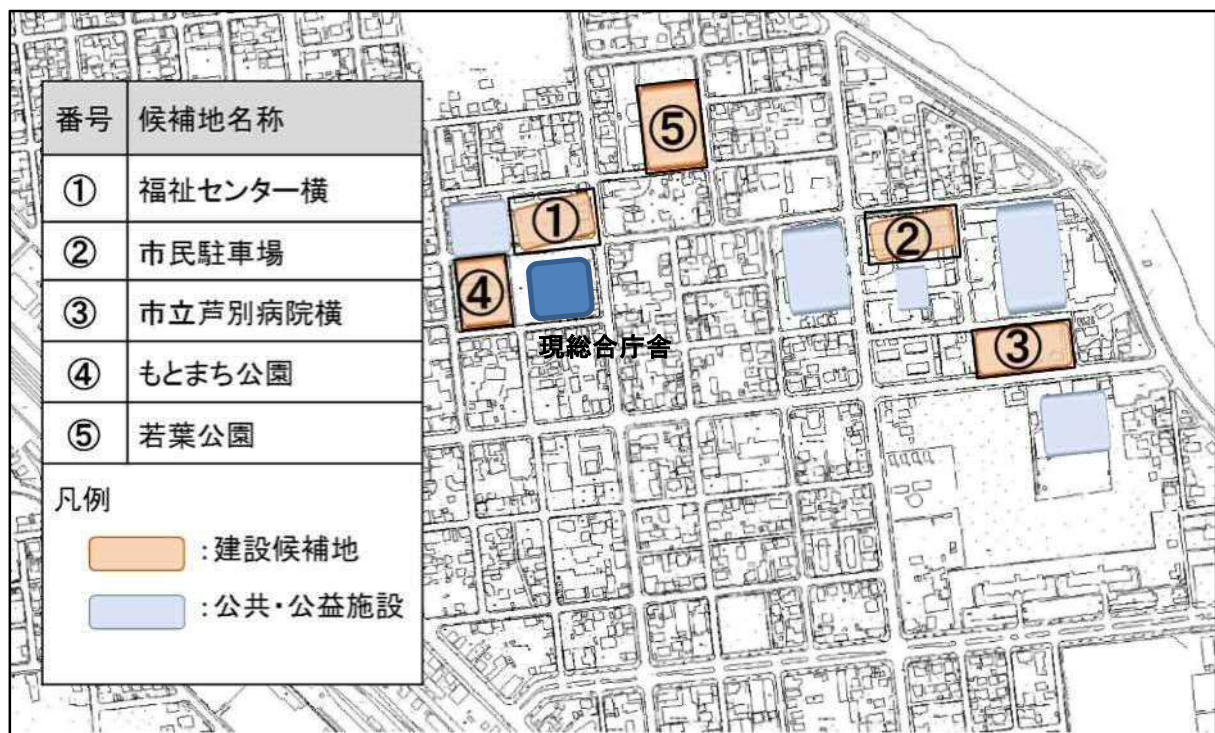 番号 候補地名称
① 福祉センター横
② 市民駐車場
③ 市立芦別病院横
④ もとまち公園
⑤ 若葉公園
凡例
:建設候補地
:公共・公益施設
⑤
①
②
④
現総合庁舎
③